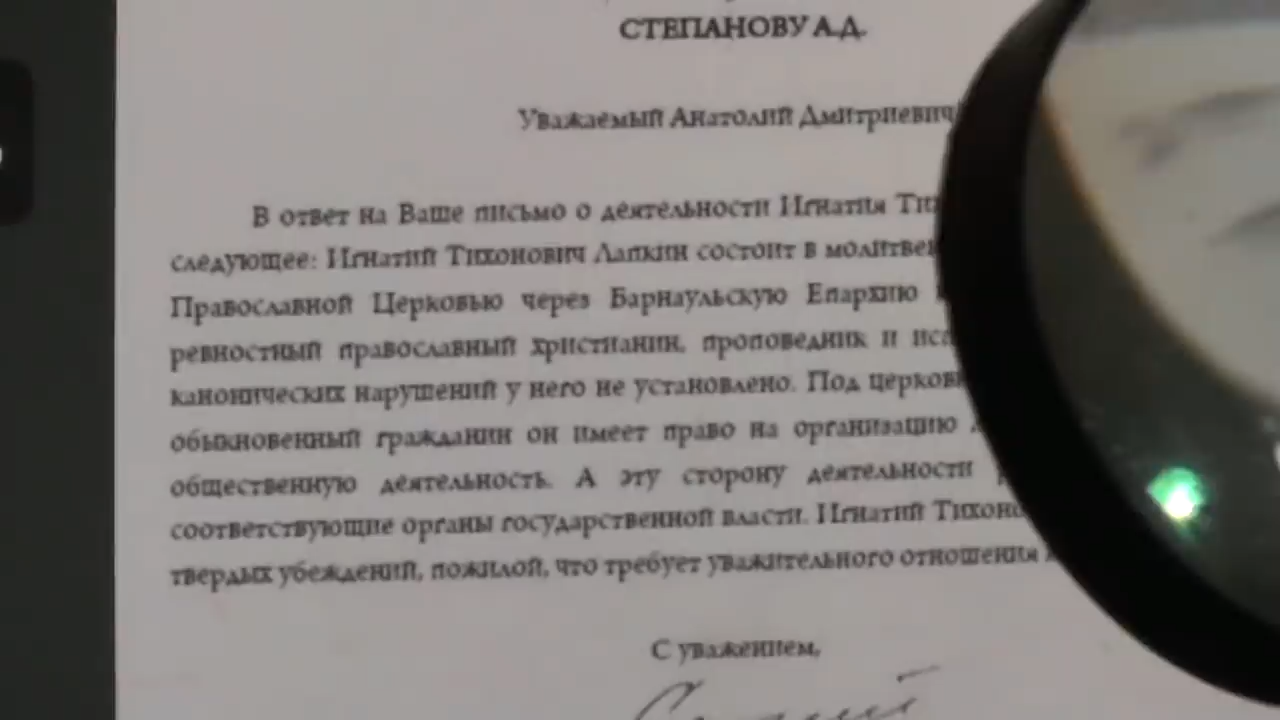 СТЕПАНОВУ А.Д.
Уважаемый Анатолий Дмитриевич
В ответ на Ваше письмо о деятельности Игнатия
следующее: Игнатий Тихонович Лапкин состоит в
Православной Церковью через Барнаульскую Епархию
ревностный православный христианин, проповедник и
канонических нарушений у него не установлено. Под
обыкновенный гражданин он имеет право на организацию
общественную деятельность. А эту сторону деятельности
соответствующие органы государственной власти. Игнатий
твердых убеждений, пожилой, что требует уважительного отношения
С уважением,